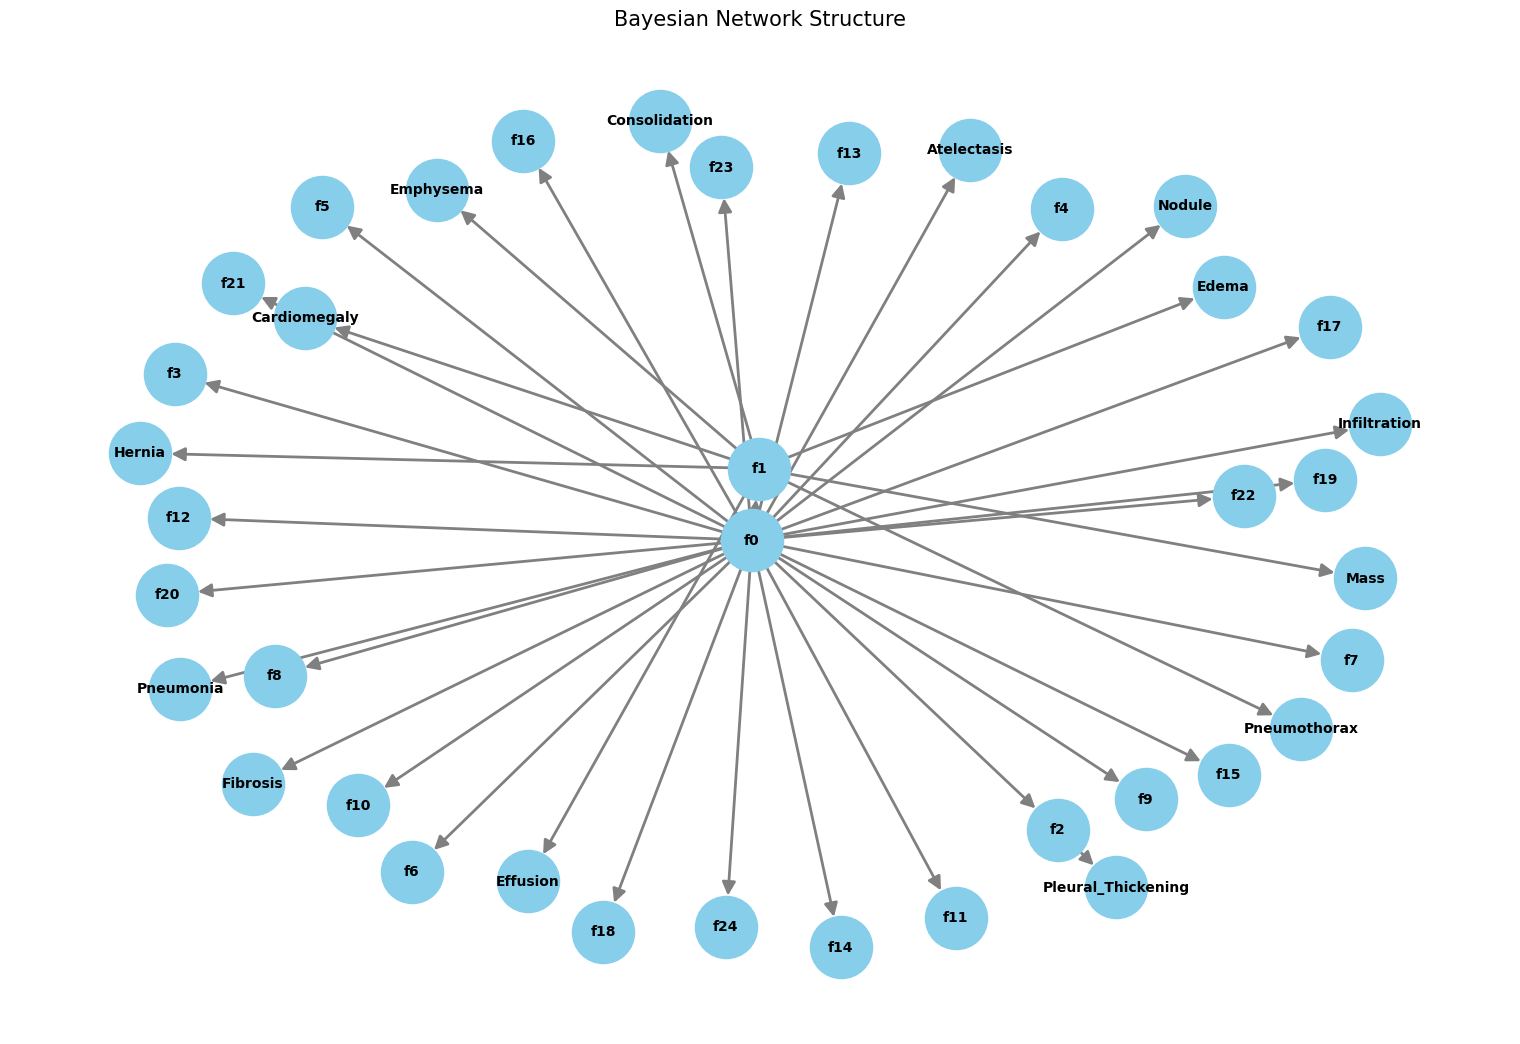 Bayesian Network Structure
Consolidation
f16
f23
f13
Atelectasis
Emphysema
f5
f4
Nodule
f21
Cardiomegaly
Edema
f17
f3
Hernia
Infiltration
f1
f19
f22
f12
f0
f20
Mass
f8
Pneumonia
f7
Pneumothorax
Fibrosis
f10
f15
f9
f2
f6
Effusion
Pleural_Thickening
f18
f24
f14
f11